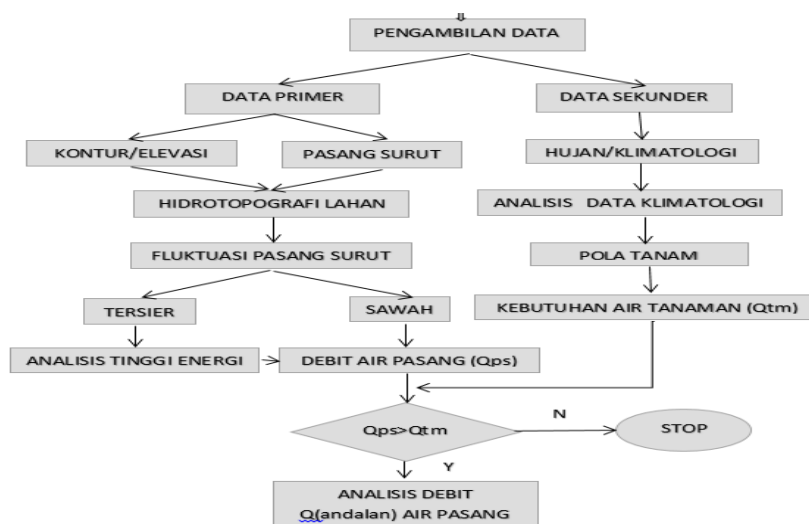 PENGAMBILAN DATA
DATA PRIMER
DATA SEKUNDER
KONTUR/ELEVASI
PASANG SURUT
HUJAN/KLIMATOLOGI
HIDROTOPOGRAFI LAHAN
ANALISIS DATA KLIMATOLOGI
FLUKTUASI PASANG SURUT
POLA TANAM
TERSIER
SAWAH
KEBUTUHAN AIR TANAMAN (Qtm)
ANALISIS TINGGI ENERGI
DEBIT AIR PASANG (Qps)
Qps>Qtm
N
STOP
Y
ANALISIS DEBIT
Q(andalan) AIR PASANG